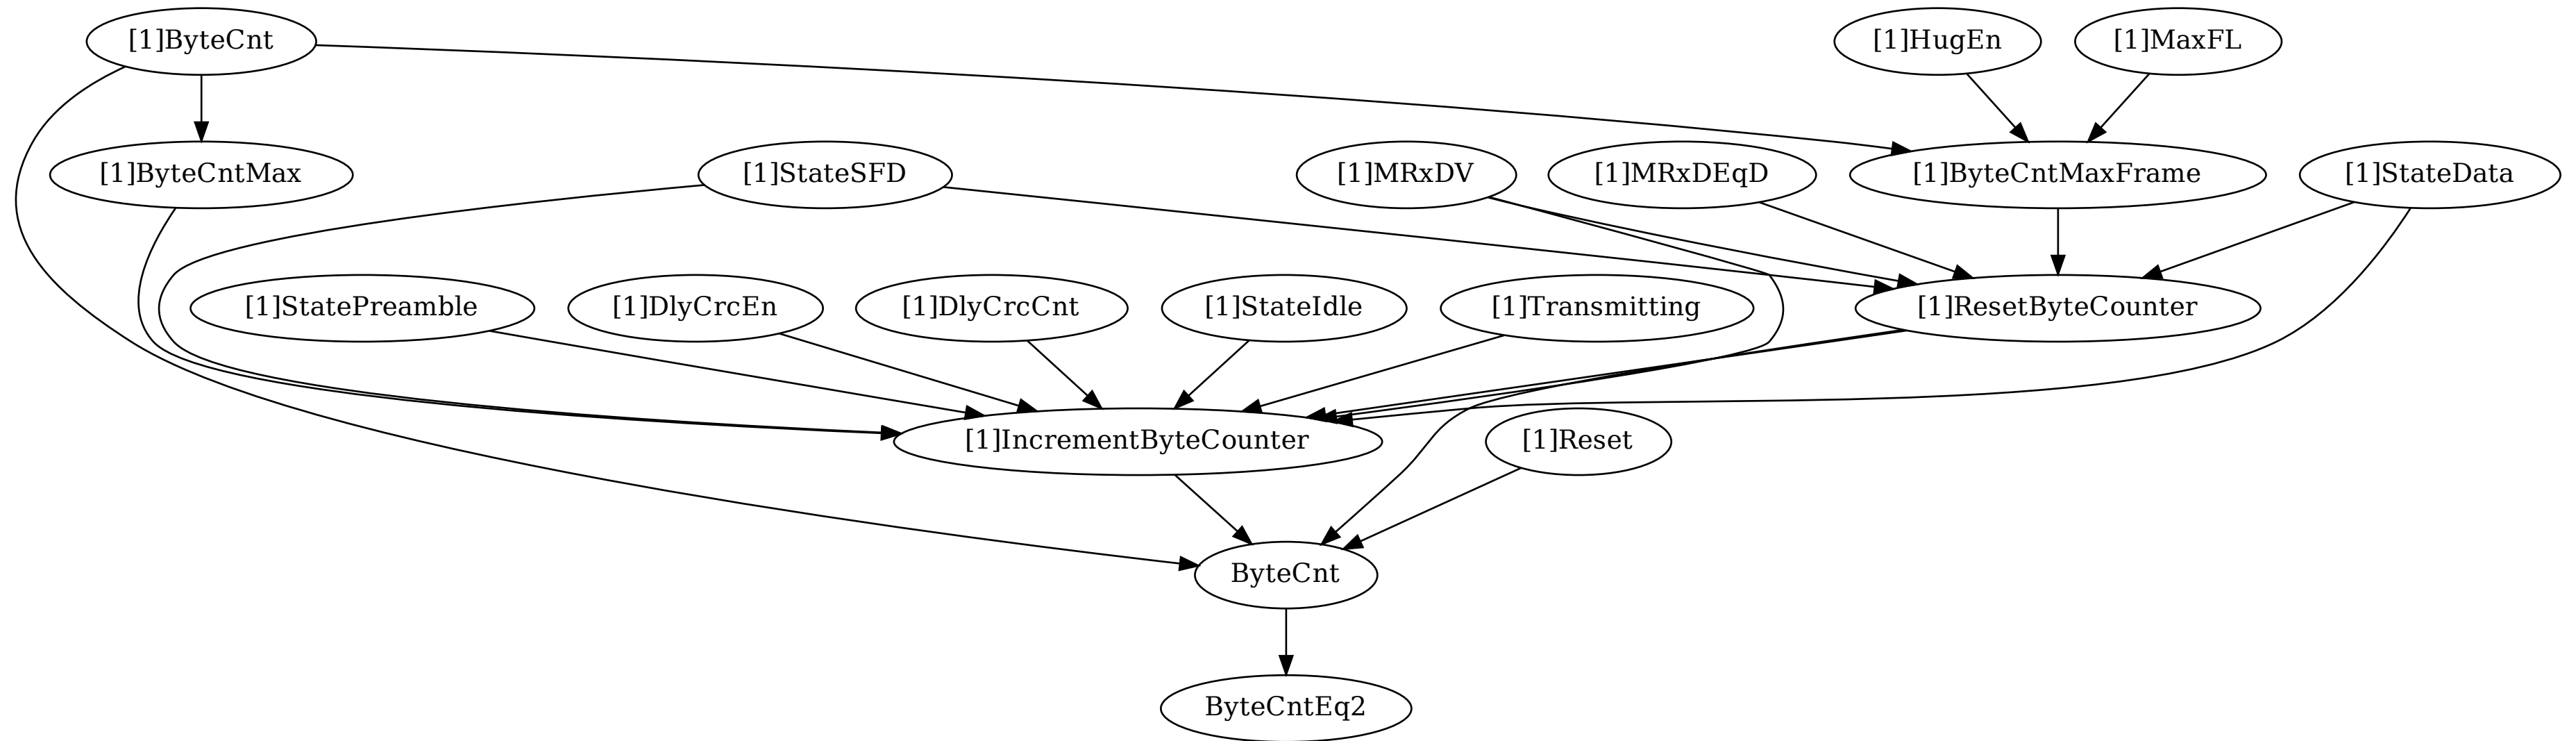 [1]ByteCnt
[1]HugEn
[1]MaxFL
[1]ByteCntMax
[1]StateSFD
[1]MRxDV
[1]MRxDEqD
[1]ByteCntMaxFrame
[1]StateData
[1]StatePreamble
[1]DlyCrcEn
[1]DlyCrcCnt
[1]StateIdle
[1]Transmitting
[1]ResetByteCounter
[1]IncrementByteCounter
[1]Reset
ByteCnt
ByteCntEq2